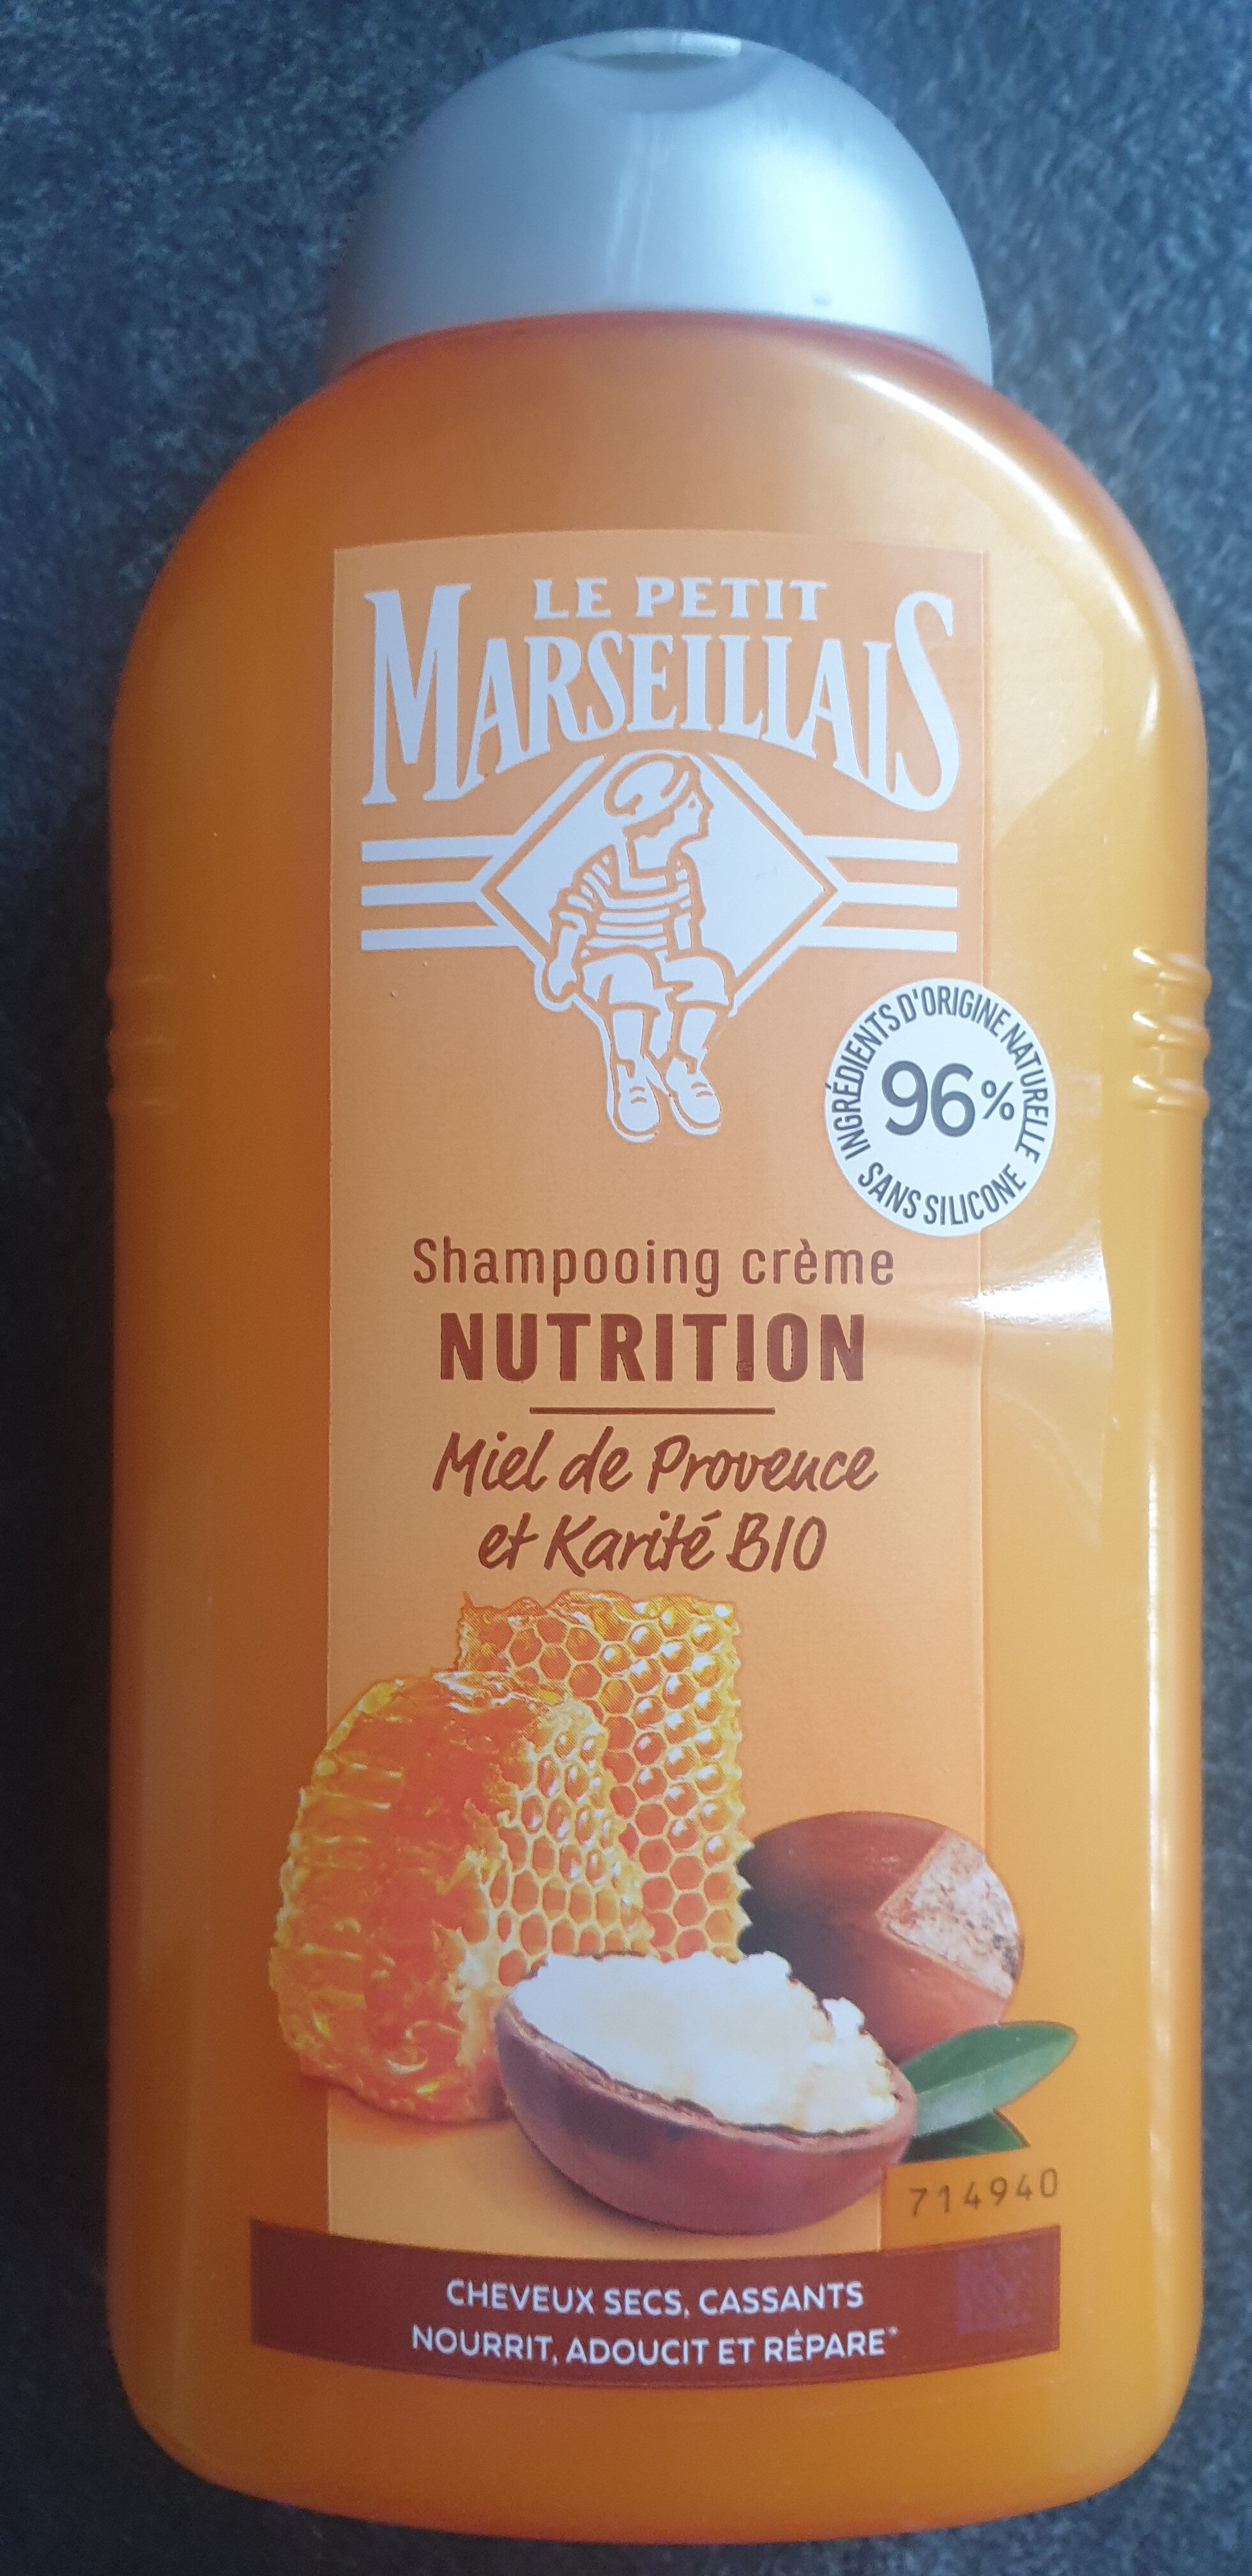 LE PETIT
MARSEILLAIS
INGRÉDIENTS D'ORIGINE NATURELLE
96%
SANS SILICONE
Shampooing crème
NUTRITION
Miel de Provence
et Karité BIO
714940
CHEVEUX SECS, CASSANTS
NOURRIT, ADOUCIT ET RÉPARE*